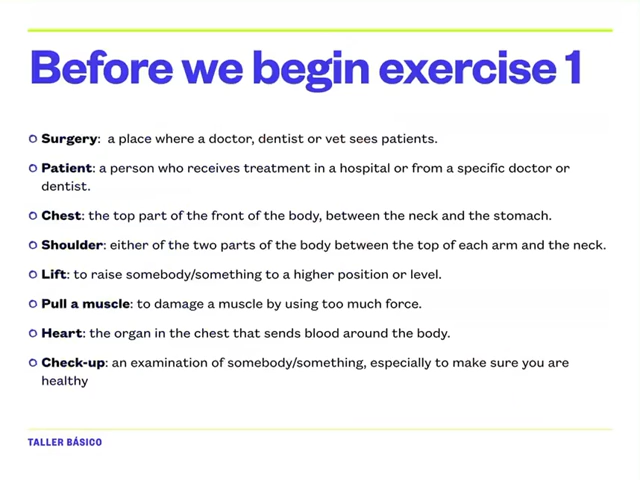 Before we begin exercise 1
Surgery: a place where a doctor, dentist or vet sees patients.
Patient: a person who receives treatment in a hospital or from a specific doctor or
dentist.
Chest: the top part of the front of the body, between the neck and the stomach.
Shoulder: either of the two parts of the body between the top of each arm and the neck.
Lift: to raise somebody/something to a higher position or level.
Pull a muscle: to damage a muscle by using too much force.
Heart: the organ in the chest that sends blood around the body.
Check-up: an examination of somebody/something, especially to make sure you are
healthy
TALLER BÁSICO